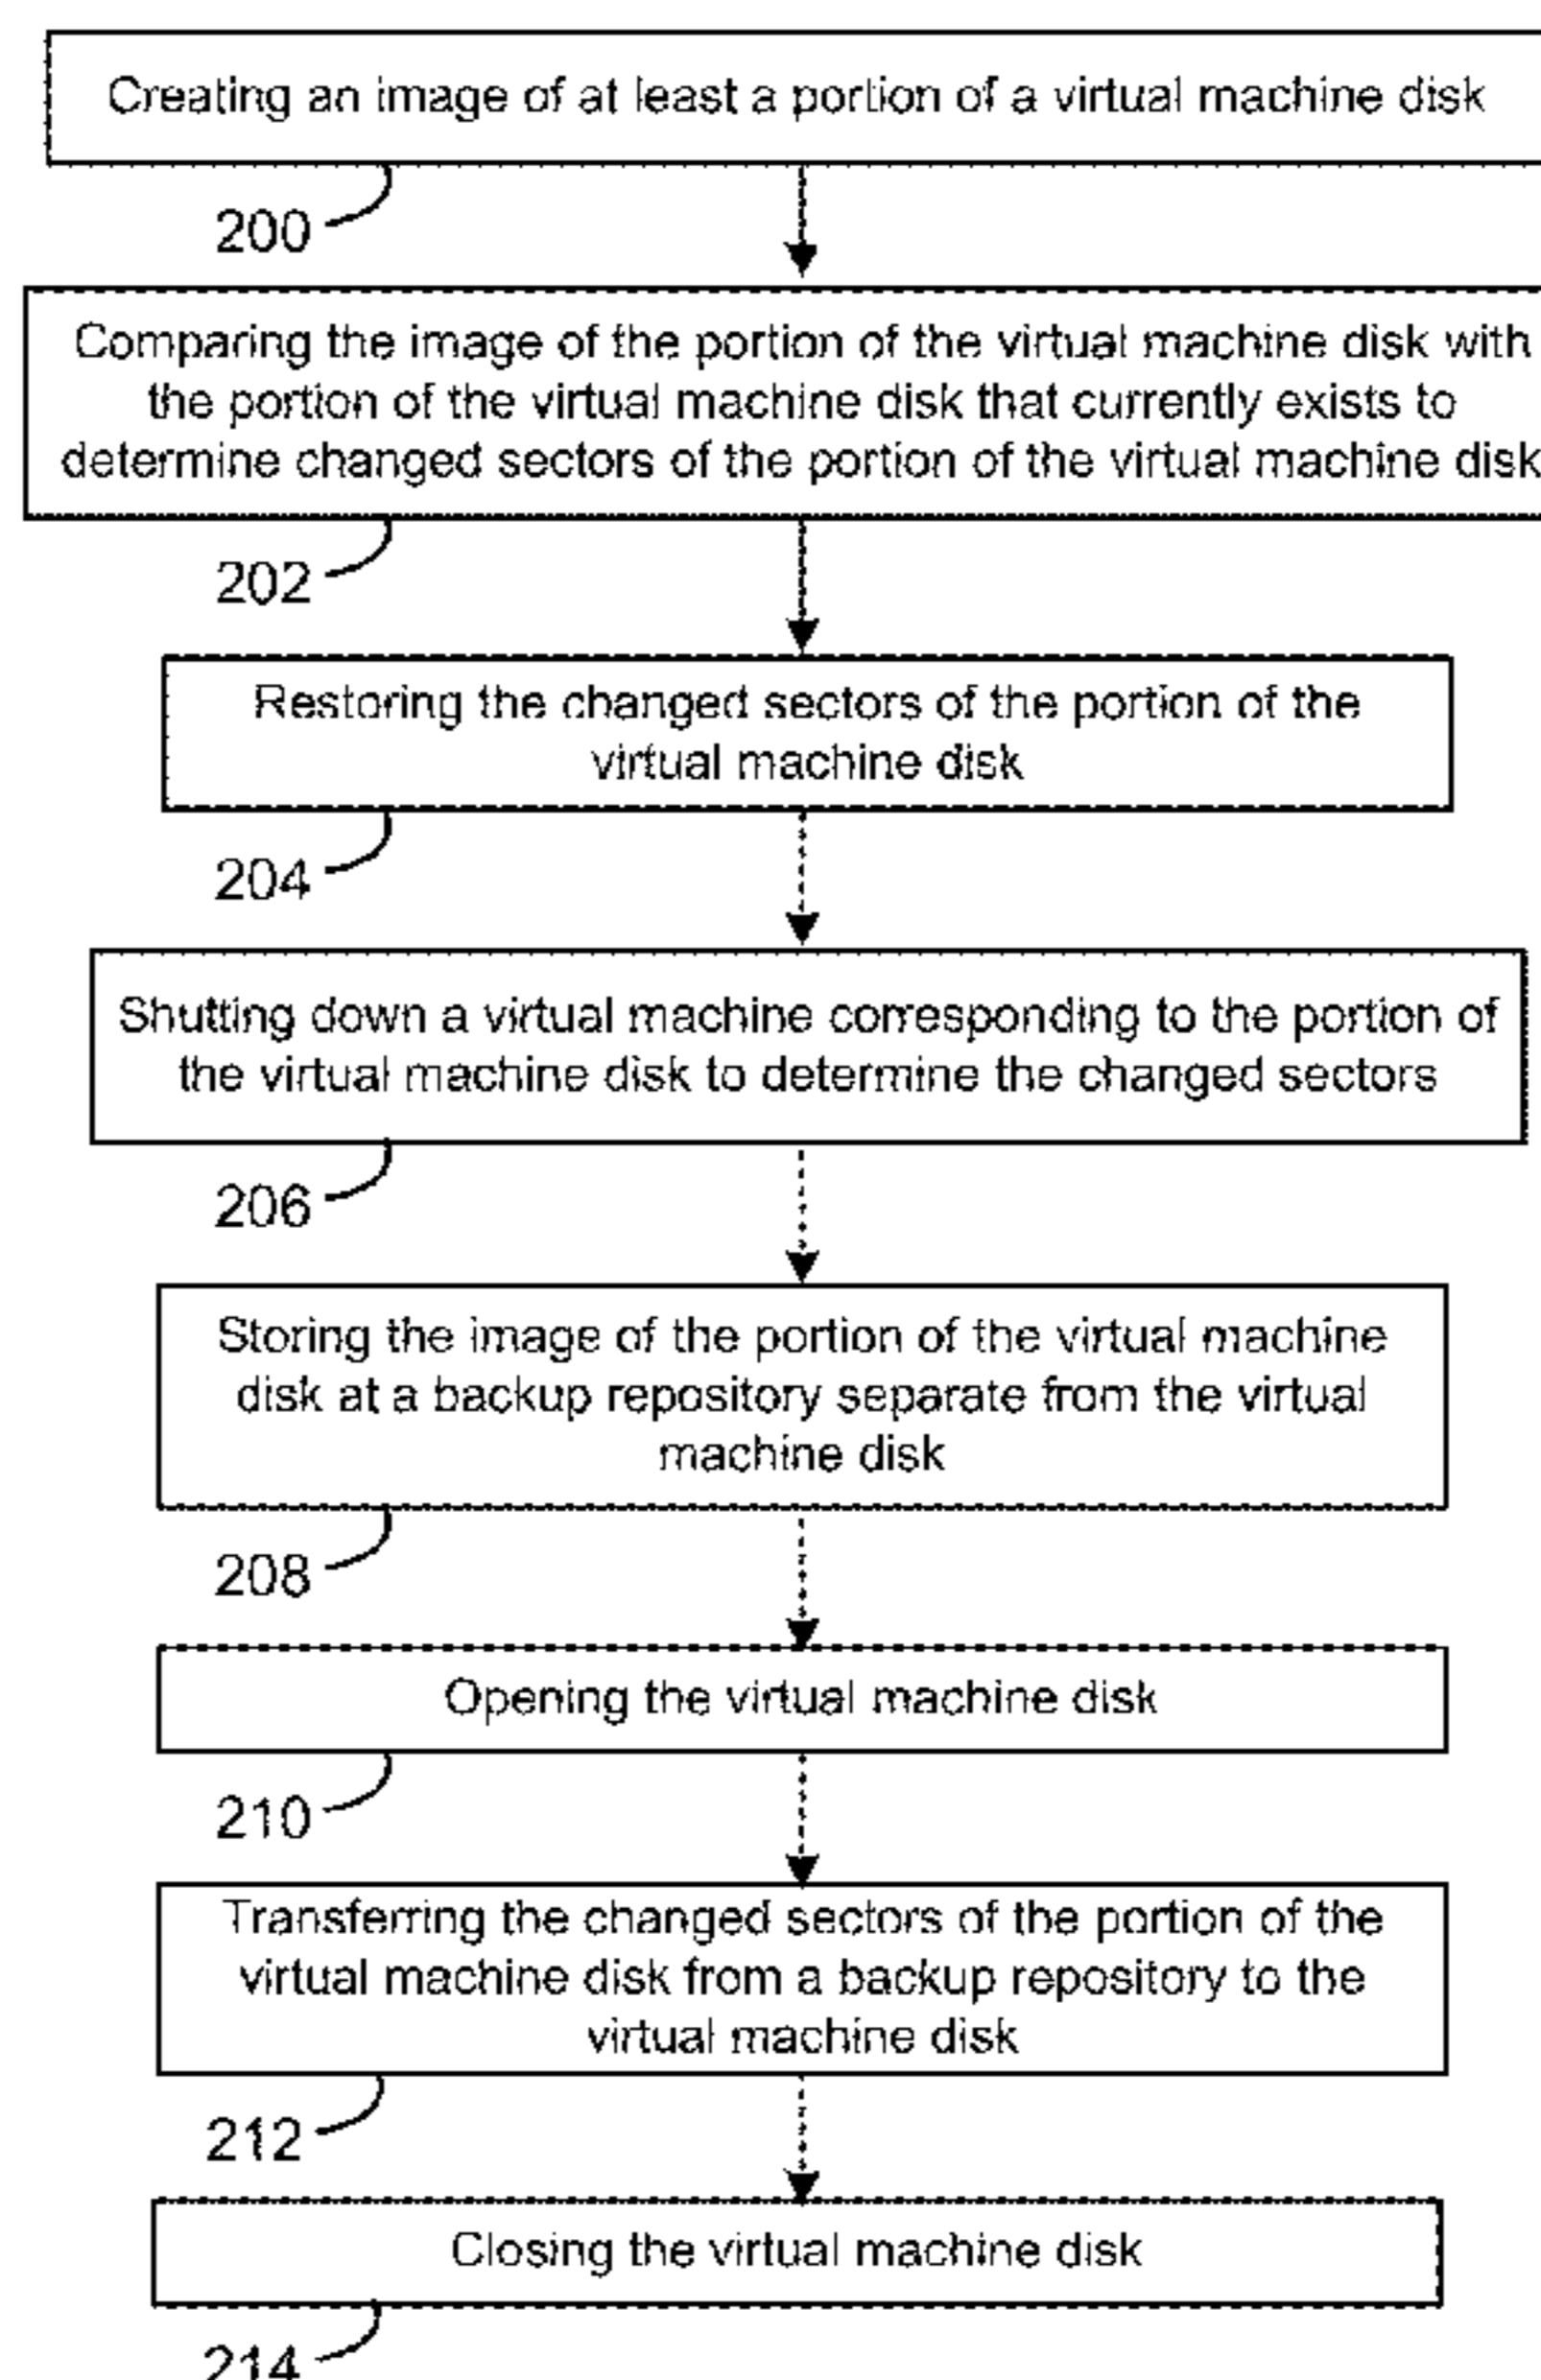 Creating an image of at least a portion of a virtual machine disk
200
Comparing the image of the portion of the virtual machine disk with
the portion of the virtual machine disk that currently exists to
determine changed sectors of the portion of the virtual machine disk
202
Restoring the changed sectors of the portion of the
virtual machine disk
204
Shutting down a virtual machine corresponding to the portion of
the virtual machine disk to determine the changed sectors
206
Storing the image of the portion of the virtual machine
disk at a backup repository separate from the virtual
machine disk
208
Opening the virtual machine disk
210
Transferring the changed sectors of the portion of the
virtual machine disk from a backup repository to the
virtual machine disk
212
Closing the virtual machine disk
214